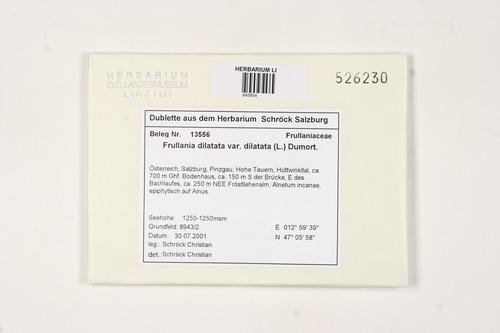 HERBARIUM
O.Ö. LANDESMUSEUM
LINZ (LI)
HERBARIUM LI
526230
Dublette aus dem Herbarium Schröck Salzburg
Beleg Nr. 13556 Frullaniaceae
Frullania dilatata var. dilatata (L.) Dumort.
Österreich, Salzburg, Pinzgau, Hohe Tauern, Hüttwinkltal, ca.
700 m Ghf. Bodenhaus, ca. 150 m S der Brücke, E des
Bachlaufes, ca. 250 m NEE Fröstlehenalm, Alnetum incanae,
epiphytisch auf Alnus.
Seehöhe: 1250-1250msm
Grundfeld: 8943/2 E 012° 59' 39"
Datum: 30.07.2001 N 47° 05' 58"
leg.: Schröck Christian
det.: Schröck Christian